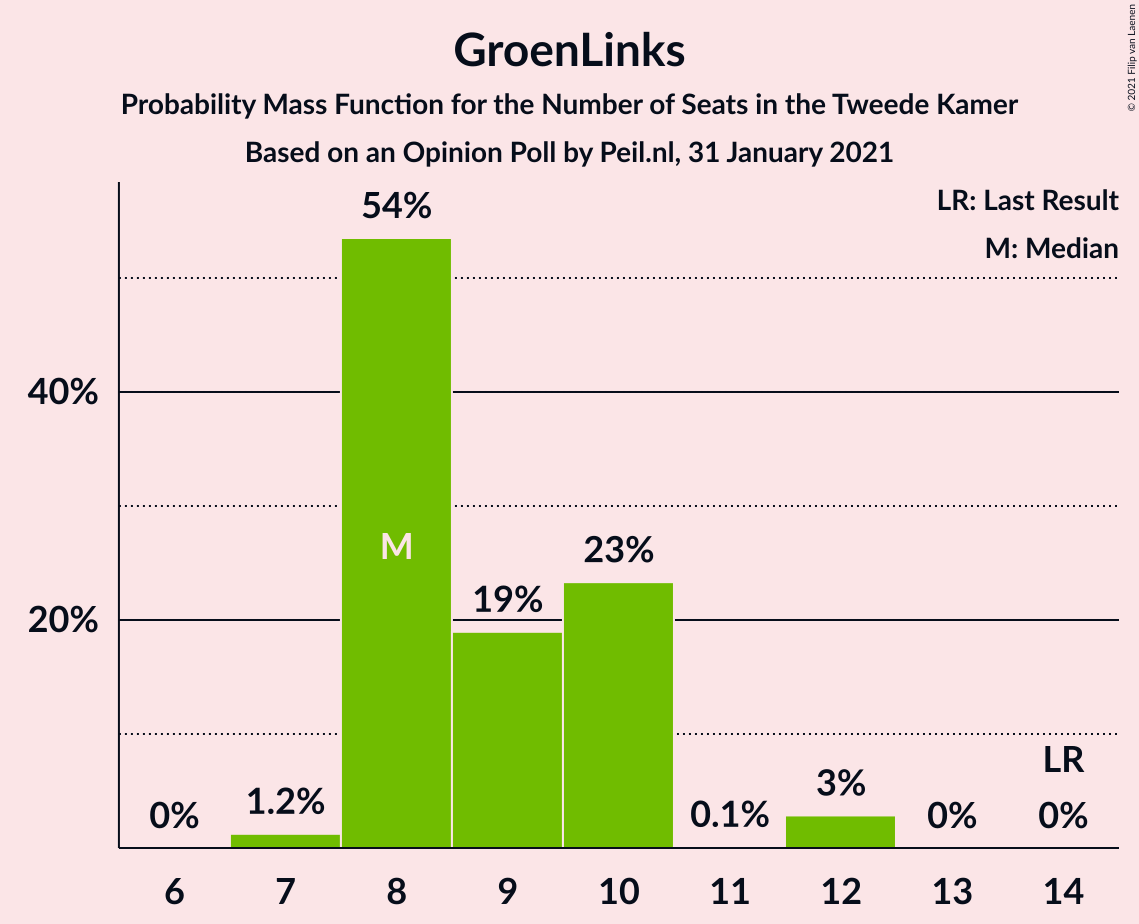 GroenLinks
Probability Mass Function for the Number of Seats in the Tweede Kamer
Based on an Opinion Poll by Peil.nl, 31 January 2021
© 2021 Filip van Laenen
LR: Last Result
M: Median
54%
40%
M
23%
19%
20%
LR
0%
1.2%
0.1%
3%
0%
0%
6 7 8 9 10 11 12 13 14